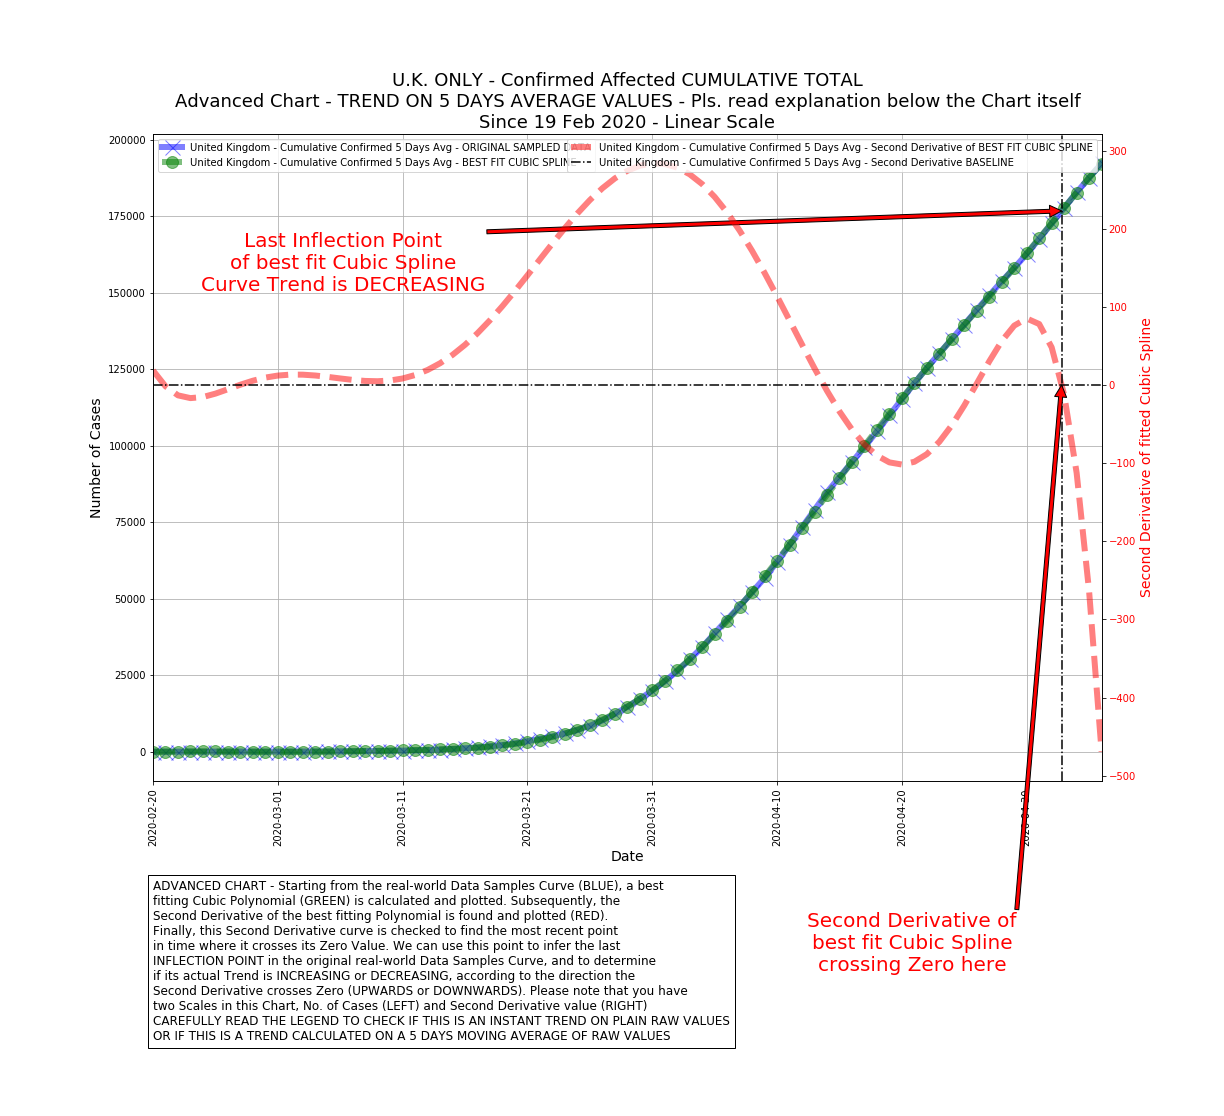 U.K. ONLY - Confirmed Affected CUMULATIVE TOTAL
Advanced Chart - TREND ON 5 DAYS AVERAGE VALUES - Pls. read explanation below the Chart itself
Since 19 Feb 2020 - Linear Scale
United Kingdom - Cumulative Confirmed 5 Days Avg - ORIGINAL SAMPLED DATA
United Kingdom - Cumulative Confirmed 5 Days Avg - BEST FIT CUBIC SPLINE
United Kingdom - Cumulative Confirmed 5 Days Avg - Second Derivative of BEST FIT CUBIC SPLINE
United Kingdom - Cumulative Confirmed 5 Days Avg - Second Derivative BASELINE
Last Inflection Point
of best fit Cubic Spline
Curve Trend is DECREASING
Number of Cases
200000
175000
150000
125000
100000
75000
50000
25000
0
300
200
100
0
−100
−200
−300
−400
−500
Second Derivative of fitted Cubic Spline
2020-02-20
2020-03-01
2020-03-11
2020-03-21
2020-03-31
2020-04-10
2020-04-20
2020-04-30
Date
ADVANCED CHART - Starting from the real-world Data Samples Curve (BLUE), a best
fitting Cubic Polynomial (GREEN) is calculated and plotted. Subsequently, the
Second Derivative of the best fitting Polynomial is found and plotted (RED).
Finally, this Second Derivative curve is checked to find the most recent point
in time where it crosses its Zero Value. We can use this point to infer the last
INFLECTION POINT in the original real-world Data Samples Curve, and to determine
if its actual Trend is INCREASING or DECREASING, according to the direction the
Second Derivative crosses Zero (UPWARDS or DOWNWARDS). Please note that you have
two Scales in this Chart, No. of Cases (LEFT) and Second Derivative value (RIGHT)
CAREFULLY READ THE LEGEND TO CHECK IF THIS IS AN INSTANT TREND ON PLAIN RAW VALUES
OR IF THIS IS A TREND CALCULATED ON A 5 DAYS MOVING AVERAGE OF RAW VALUES
Second Derivative of
best fit Cubic Spline
crossing Zero here